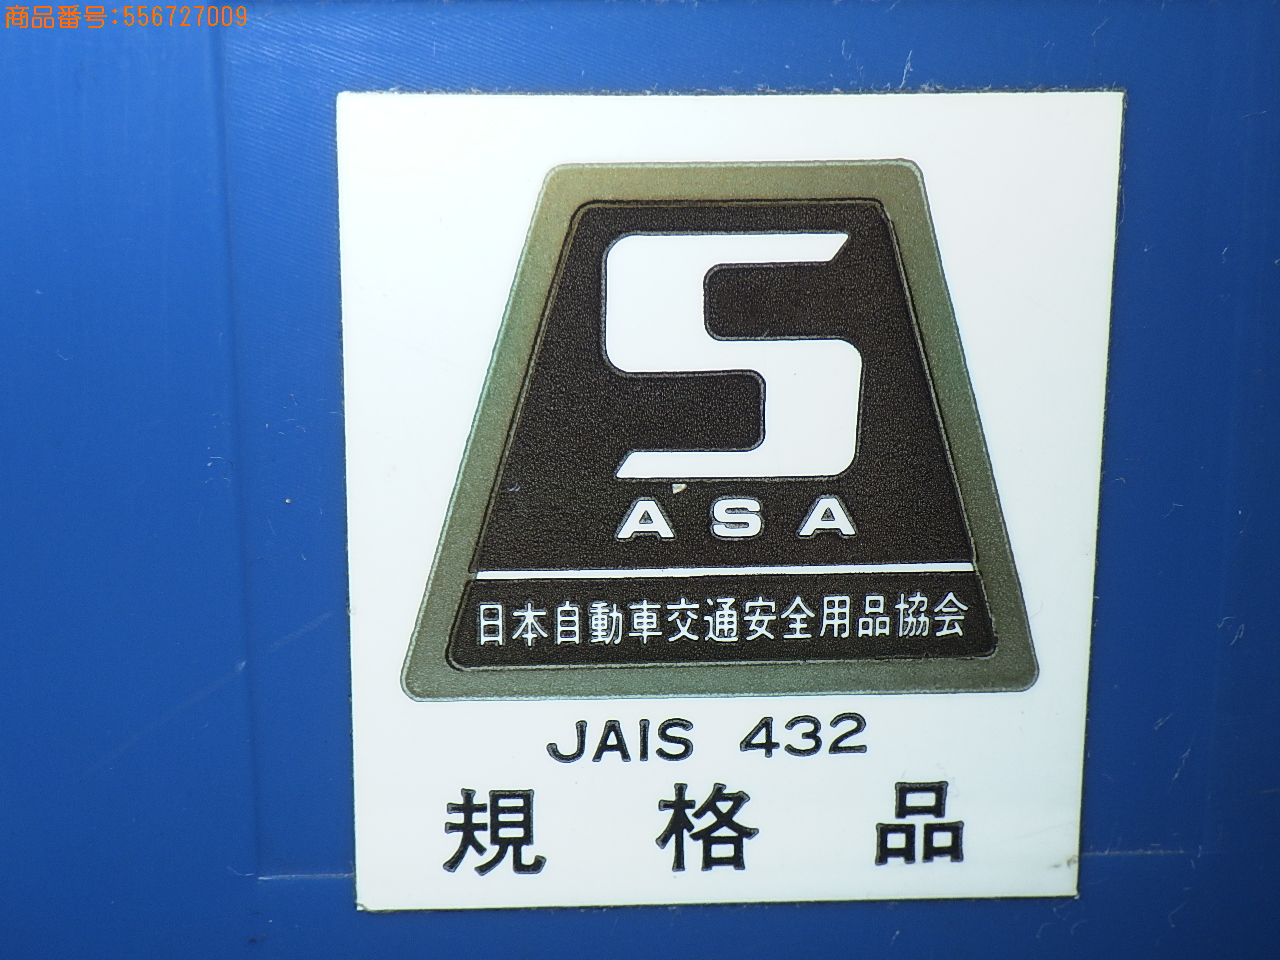 商品番号:556727009
S
ASA
日本自動車交通安全用品協会
JAIS 432
規格品